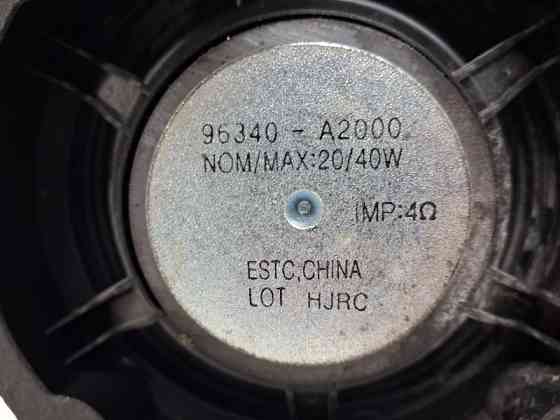 96340 - A2000
NOM/MAX:20/40W
IMP:4Ω
ESTC,CHINA
LOT HJRC